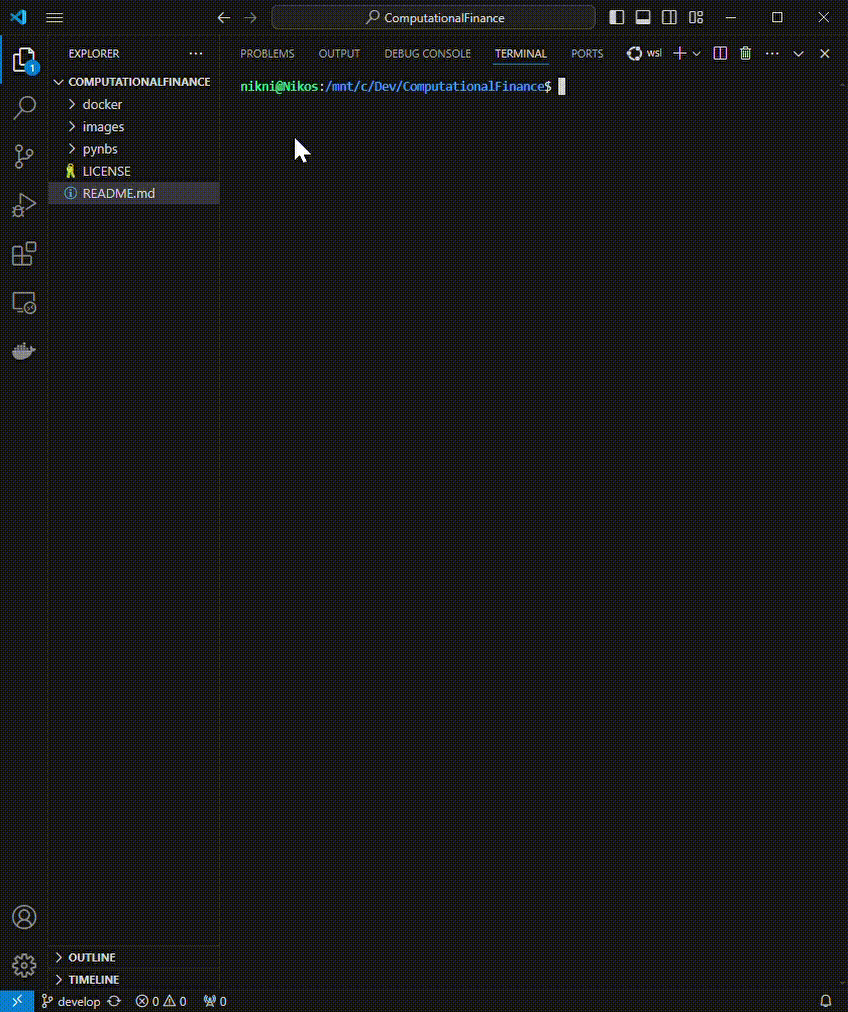 ComputationalFinance
EXPLORER
PROBLEMS OUTPUT DEBUG CONSOLE TERMINAL PORTS wsl
1
COMPUTATIONALFINANCE
docker
images
pynbs
LICENSE
README.md
nikni@Nikos:/mnt/c/Dev/ComputationalFinance$
OUTLINE
TIMELINE
develop 0 0 0